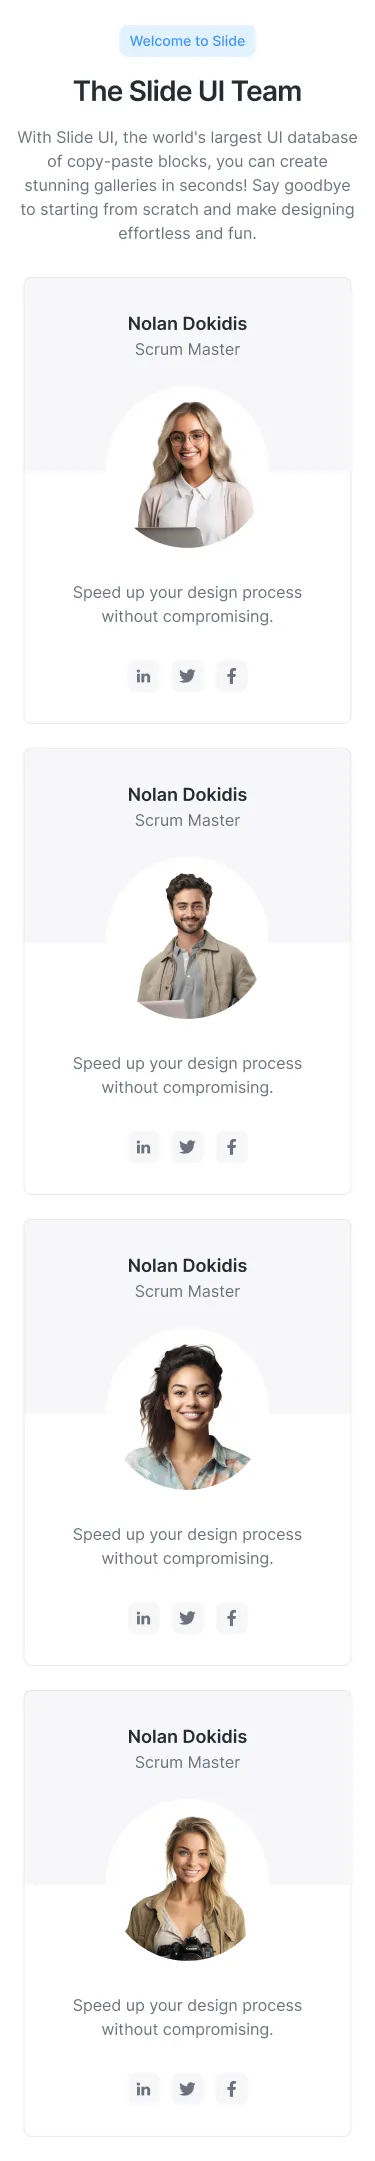 Welcome to Slide
The Slide UI Team
With Slide UI, the world's largest UI database
of copy-paste blocks, you can create
stunning galleries in seconds! Say goodbye
to starting from scratch and make designing
effortless and fun.
Nolan Dokidis
Scrum Master
Speed up your design process
without compromising.
in
f
Nolan Dokidis
Scrum Master
Speed up your design process
without compromising.
in
f
Nolan Dokidis
Scrum Master
Speed up your design process
without compromising.
in
f
Nolan Dokidis
Scrum Master
Speed up your design process
without compromising.
in
f